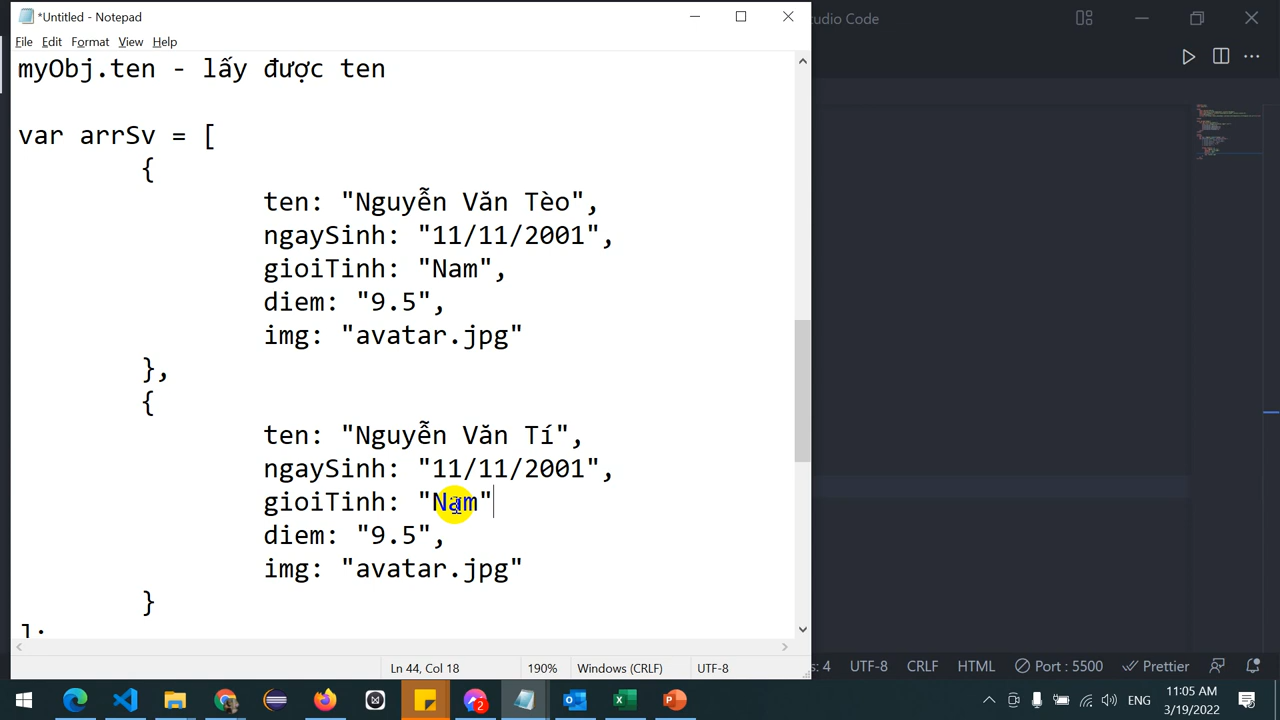 *Untitled - Notepad
tudio Code
File Edit Format View Help
myObj.ten - lấy được ten
var arrSv = [
{
ten: "Nguyễn Văn Tèo",
ngaySinh: "11/11/2001",
gioiTinh: "Nam",
diem: "9.5",
img: "avatar.jpg"
},
{
ten: "Nguyễn Văn Tí",
ngaySinh: "11/11/2001",
gioiTinh: "Nam"
diem: "9.5",
img: "avatar.jpg"
}
];
Ln 44, Col 18 190% Windows (CRLF) UTF-8
s: 4 UTF-8 CRLF HTML Port : 5500 Prettier
2
ENG
11:05 AM
3/19/2022